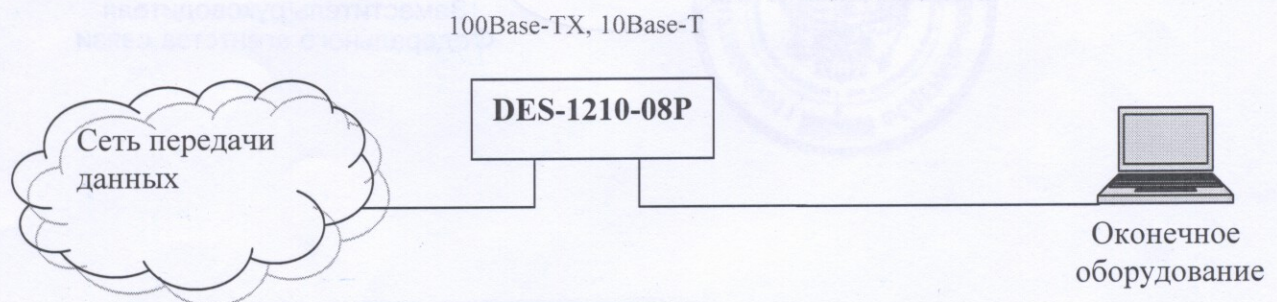 100Base-TX, 10Base-T
DES-1210-08P
Сеть передачи
данных
Оконечное
оборудование